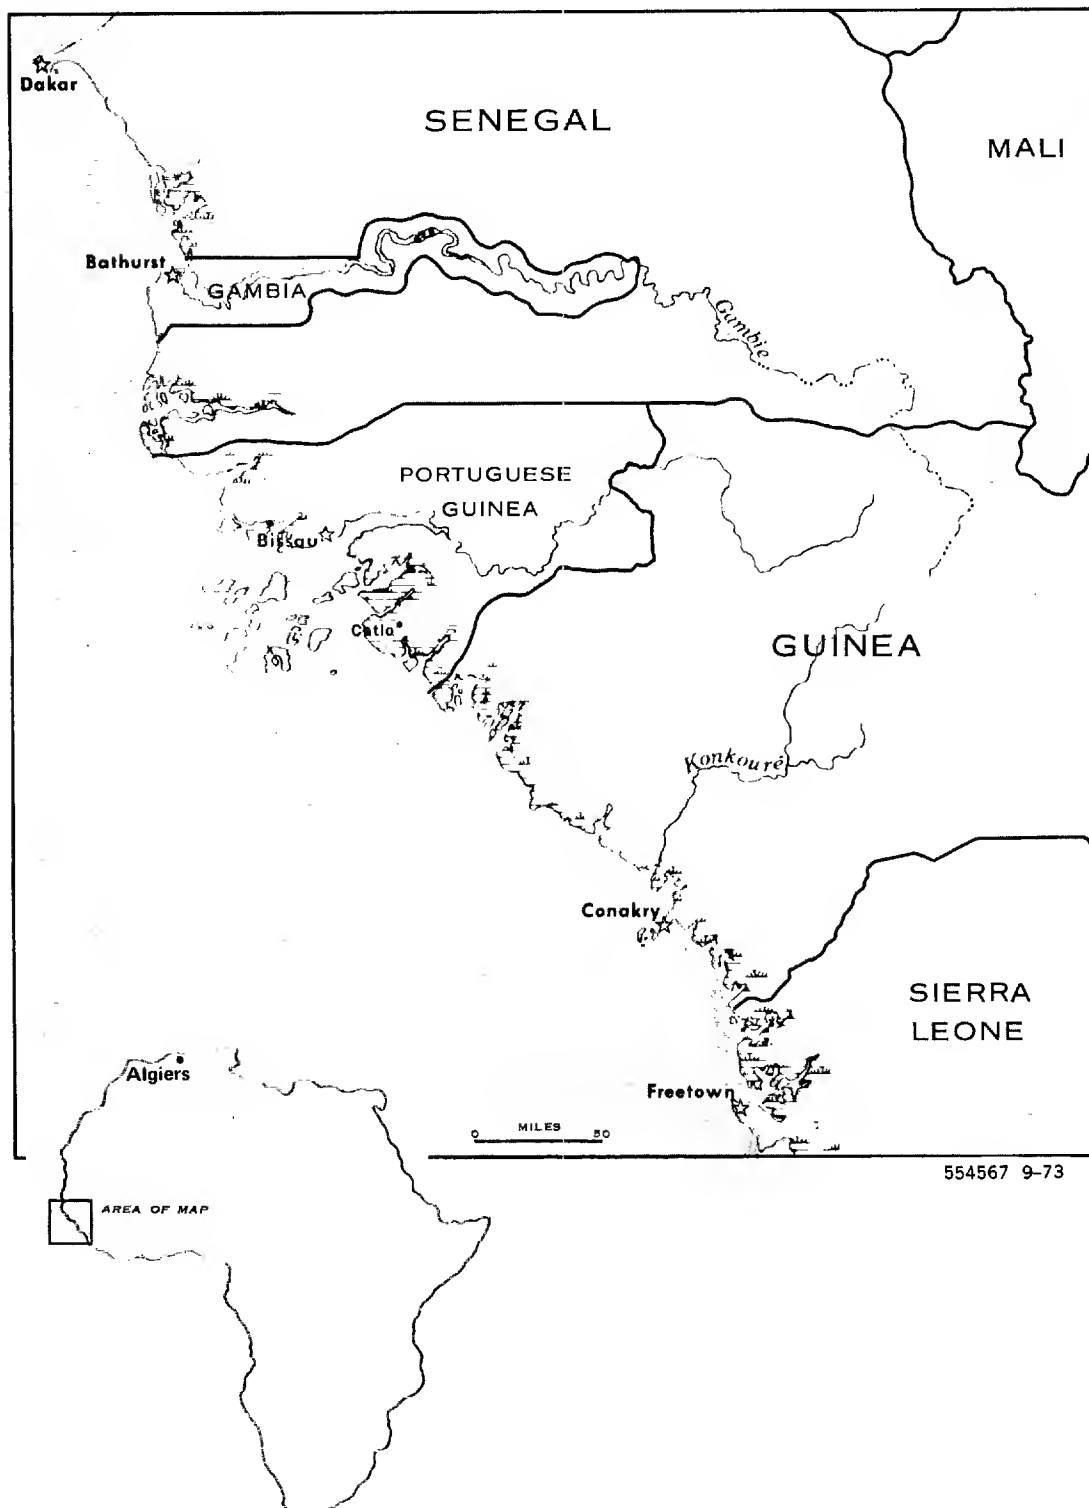 Dakar
SENEGAL
MALI
Bathurst
GAMBIA
Gambie
PORTUGUESE
GUINEA
Bissau
Catla
GUINEA
Konkouré
Conakry
SIERRA
LEONE
Freetown
Algiers
0 MILES 50
554567 9-73
AREA OF MAP